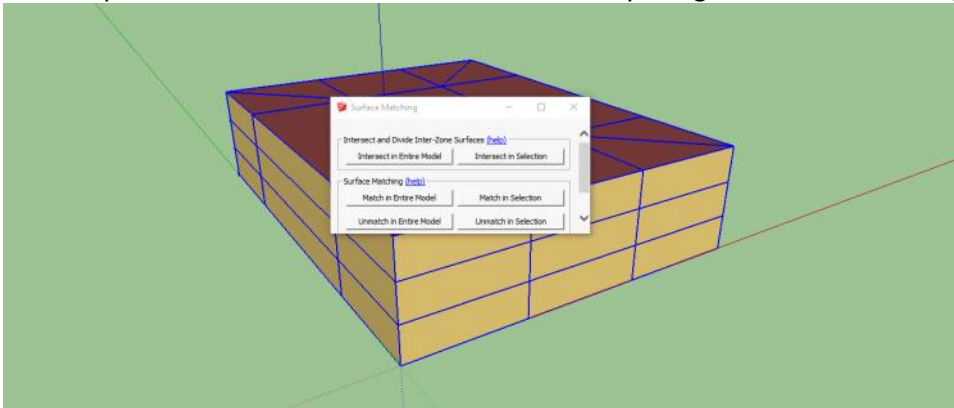 Surface Matching
Intersect and Divide Inter-Zone Surfaces (help)
Intersect in Entire Model Intersect in Selection
Surface Matching (help)
Match in Entire Model Match in Selection
Unmatch in Entire Model Unmatch in Selection